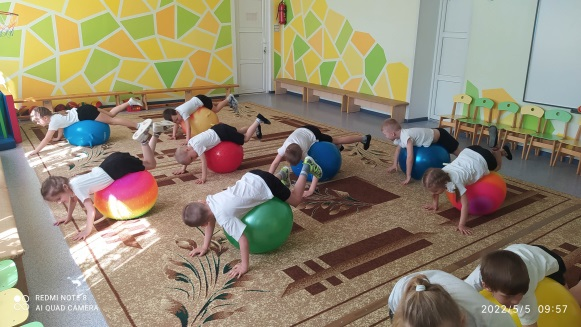 REDMI NOTE 8
AI QUAD CAMERA
2022/5/5 09:57